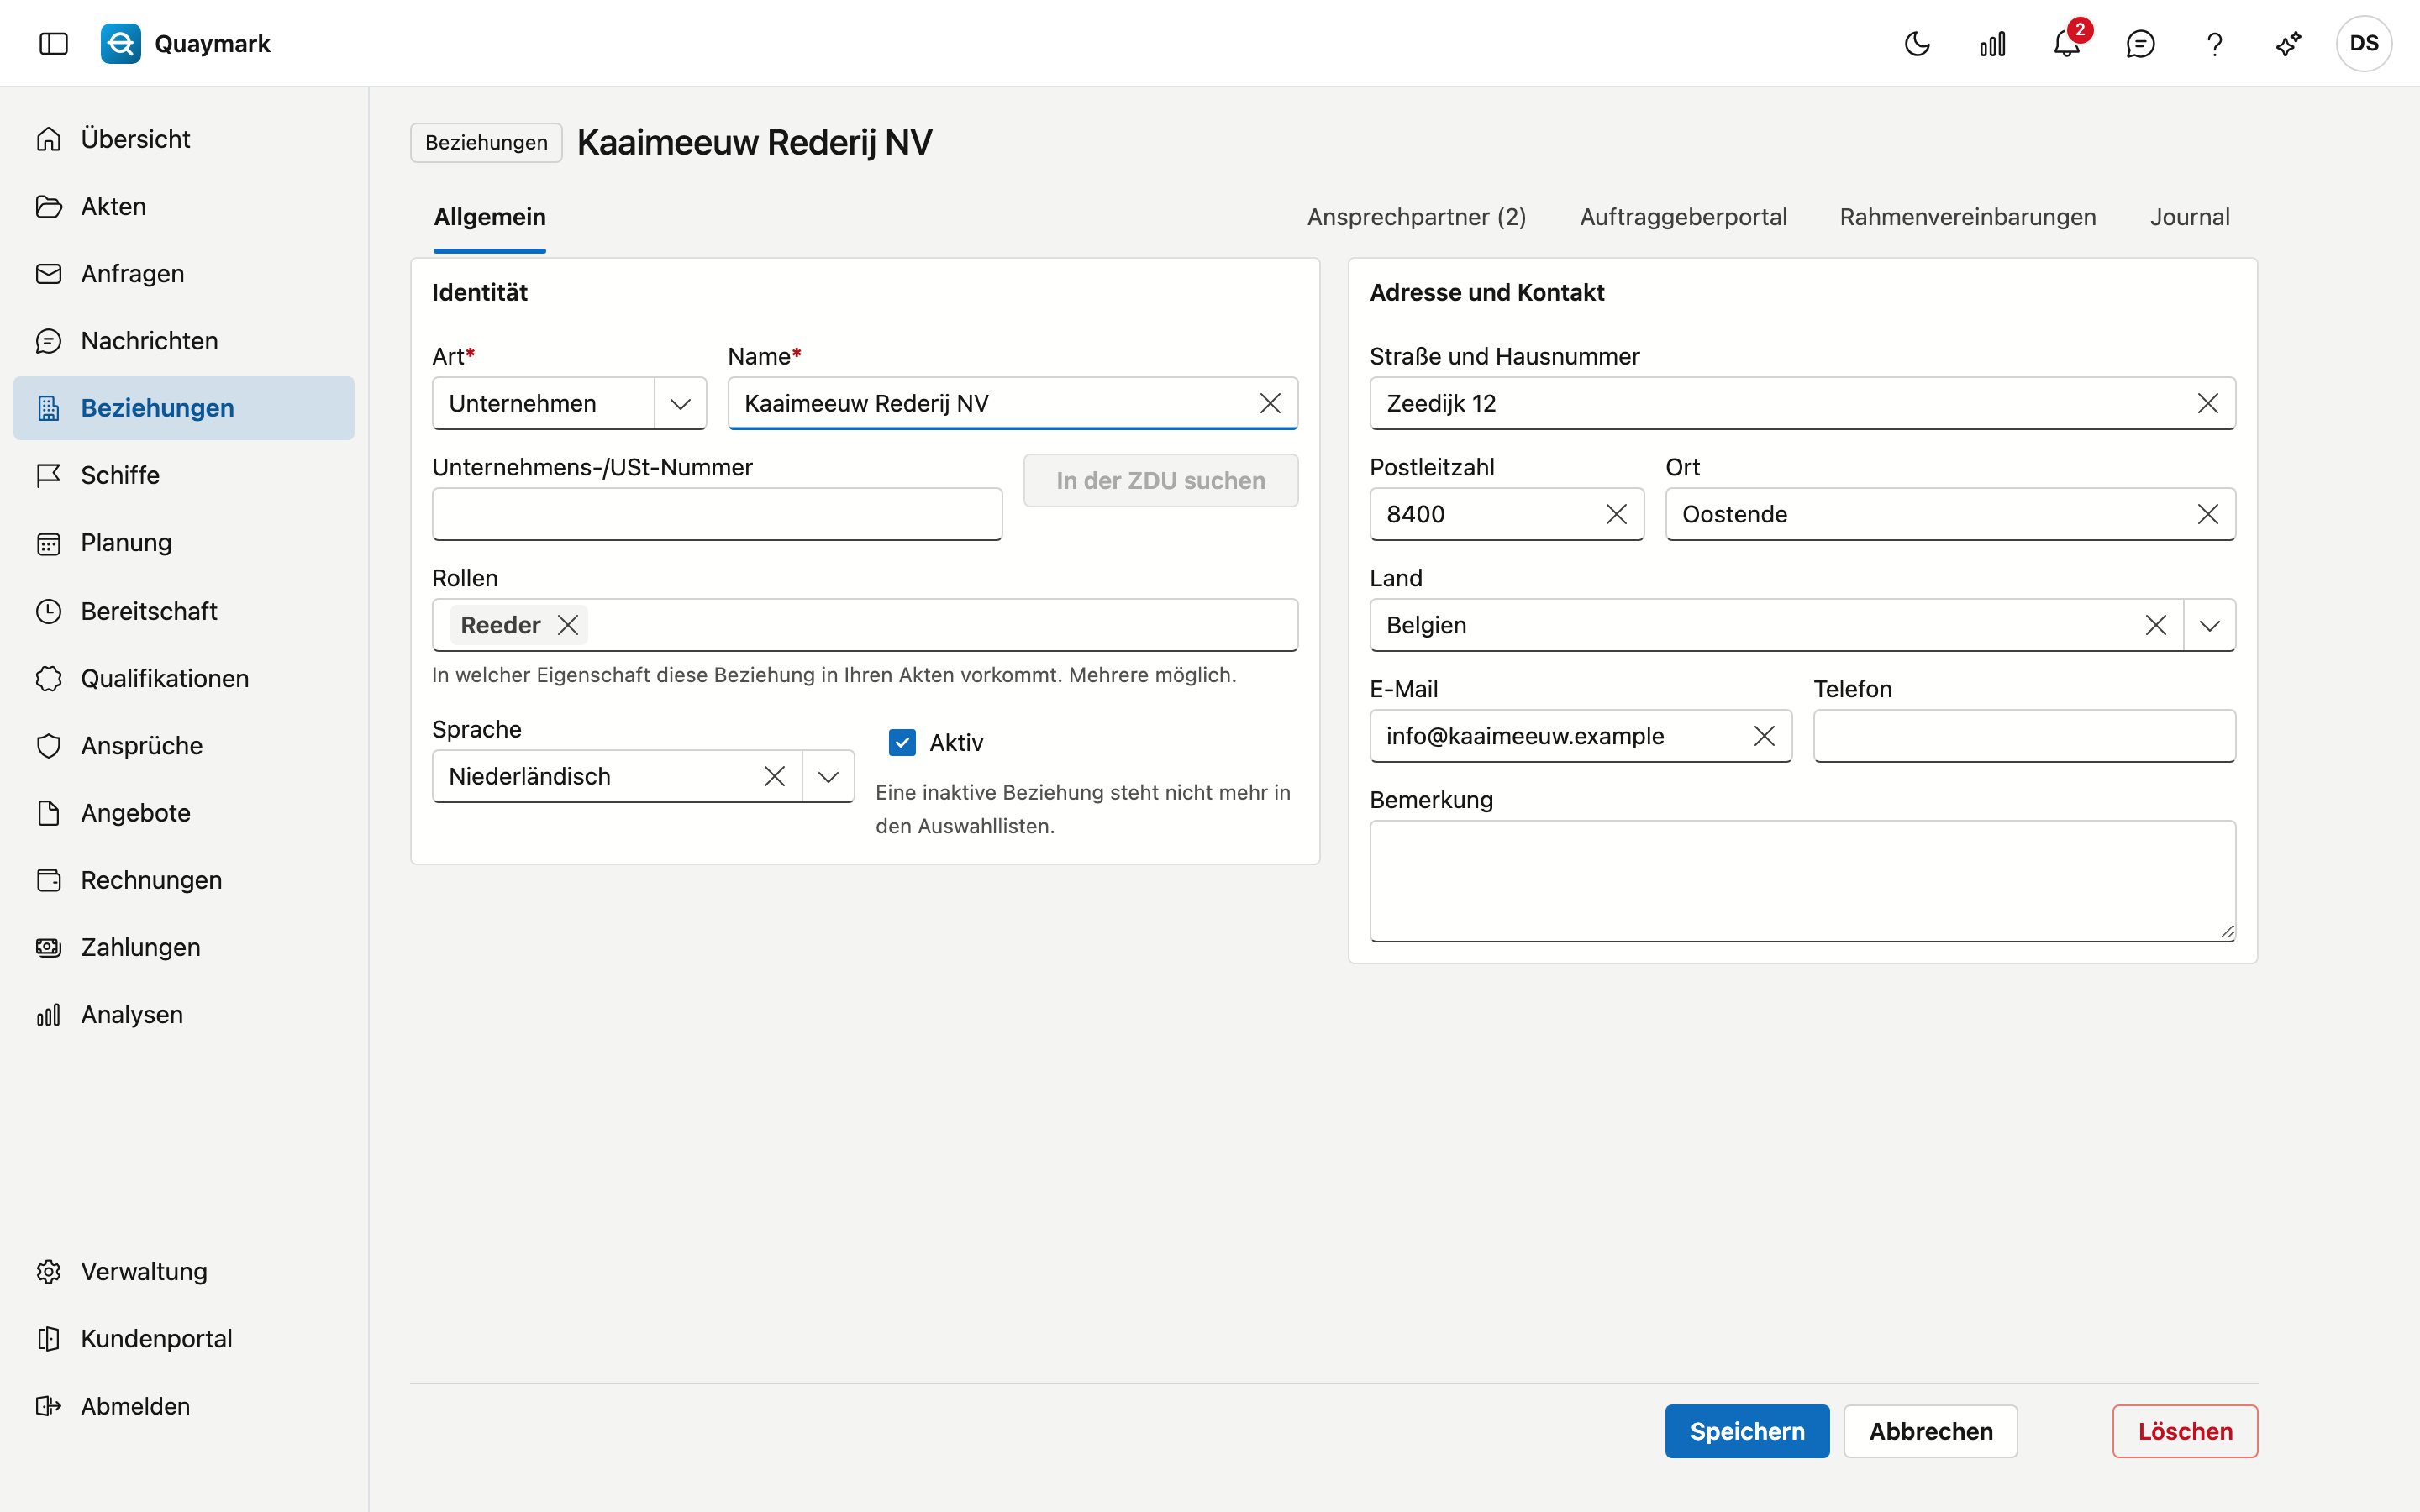 Quaymark
2
DS
Übersicht
Akten
Anfragen
Nachrichten
Beziehungen
Schiffe
Planung
Bereitschaft
Qualifikationen
Ansprüche
Angebote
Rechnungen
Zahlungen
Analysen
Verwaltung
Kundenportal
Abmelden
Beziehungen
Kaaimeeuw Rederij NV
Allgemein
Ansprechpartner (2)
Auftraggeberportal
Rahmenvereinbarungen
Journal
Identität
Art*
Name*
Unternehmen
Kaaimeeuw Rederij NV
Unternehmens-/USt-Nummer
In der ZDU suchen
Rollen
Reeder
In welcher Eigenschaft diese Beziehung in Ihren Akten vorkommt. Mehrere möglich.
Sprache
Niederländisch
Aktiv
Eine inaktive Beziehung steht nicht mehr in
den Auswahllisten.
Adresse und Kontakt
Straße und Hausnummer
Zeedijk 12
Postleitzahl
Ort
8400
Oostende
Land
Belgien
E-Mail
Telefon
info@kaaimeeuw.example
Bemerkung
Speichern
Abbrechen
Löschen